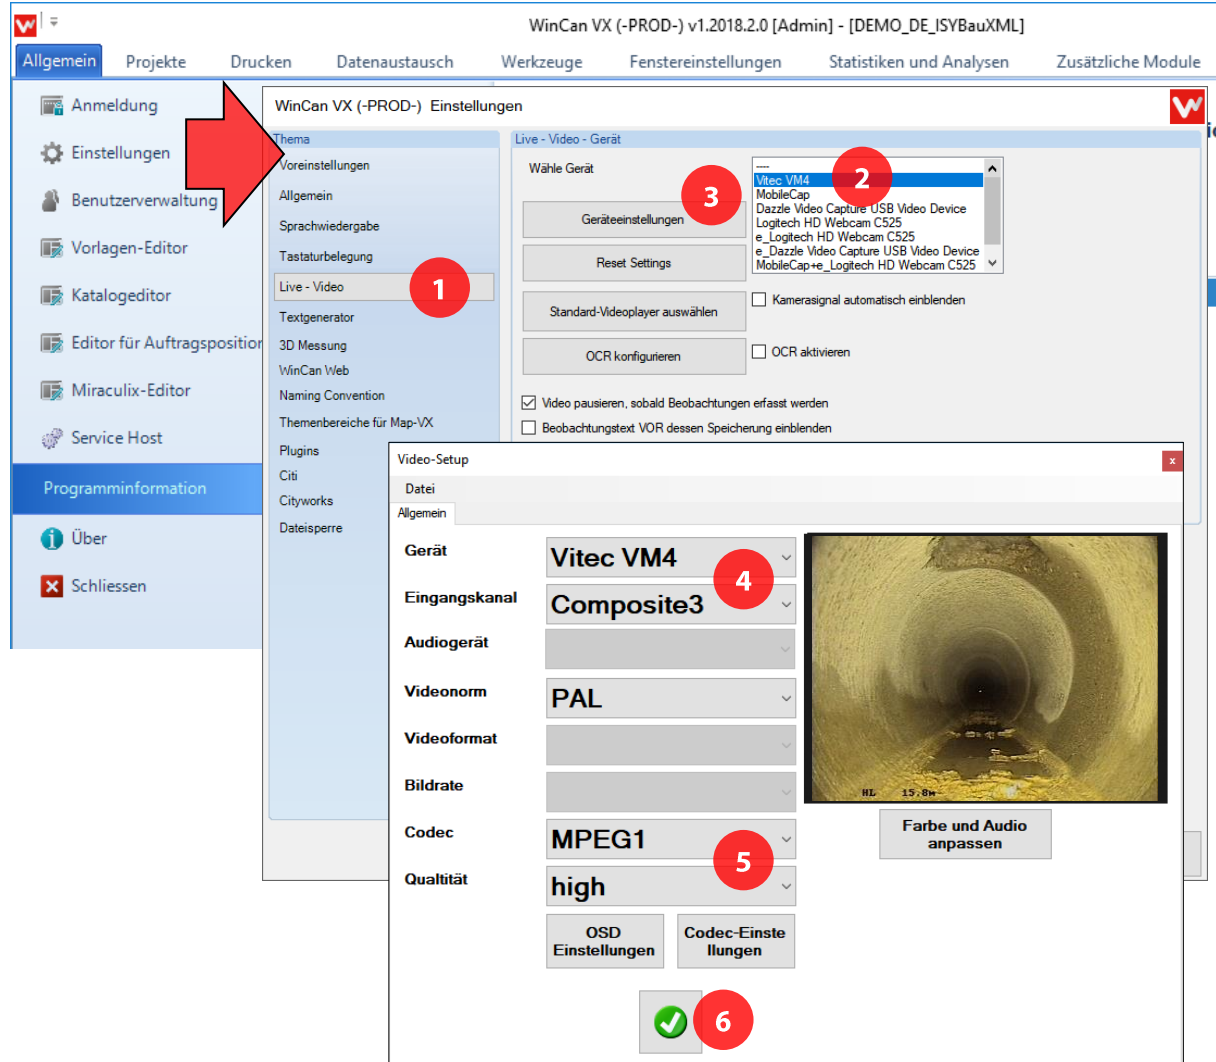 WinCan VX (-PROD-) v1.2018.2.0 [Admin] - [DEMO_DE_ISYBauXML]
Allgemein Projekte Drucken Datenaustausch Werkzeuge Fenstereinstellungen Statistiken und Analysen Zusätzliche Module
Anmeldung
Einstellungen
Benutzerverwaltung
Vorlagen-Editor
Katalogeditor
Editor für Auftragsposition
Miraculix-Editor
Service Host
Programminformation
Über
Schliessen
WinCan VX (-PROD-) Einstellungen
Thema
Voreinstellungen
Allgemein
Sprachwiedergabe
Tastaturbelegung
Live - Video
1
Textgenerator
3D Messung
WinCan Web
Naming Convention
Themenbereiche für Map-VX
Plugins
Citi
Cityworks
Dateisperre
Live - Video - Gerät
Wähle Gerät
----
Vitec VM4
2
MobileCap
Dazzle Video Capture USB Video Device
Logitech HD Webcam C525
e_Logitech HD Webcam C525
e_Dazzle Video Capture USB Video Device
MobileCap+e_Logitech HD Webcam C525
3
Geräteeinstellungen
Reset Settings
Standard-Videoplayer auswählen
Kamerasignal automatisch einblenden
OCR konfigurieren
OCR aktivieren
Video pausieren, sobald Beobachtungen erfasst werden
Beobachtungstext VOR dessen Speicherung einblenden
Video-Setup
x
Datei
Allgemein
Gerät
Vitec VM4
4
Eingangskanal
Composite3
Audiogerät
Videonorm
PAL
Videoformat
Bildrate
Codec
MPEG1
5
Qualtität
high
OSD
Einstellungen
Codec-Einste
llungen
HL 15.8m
Farbe und Audio
anpassen
6